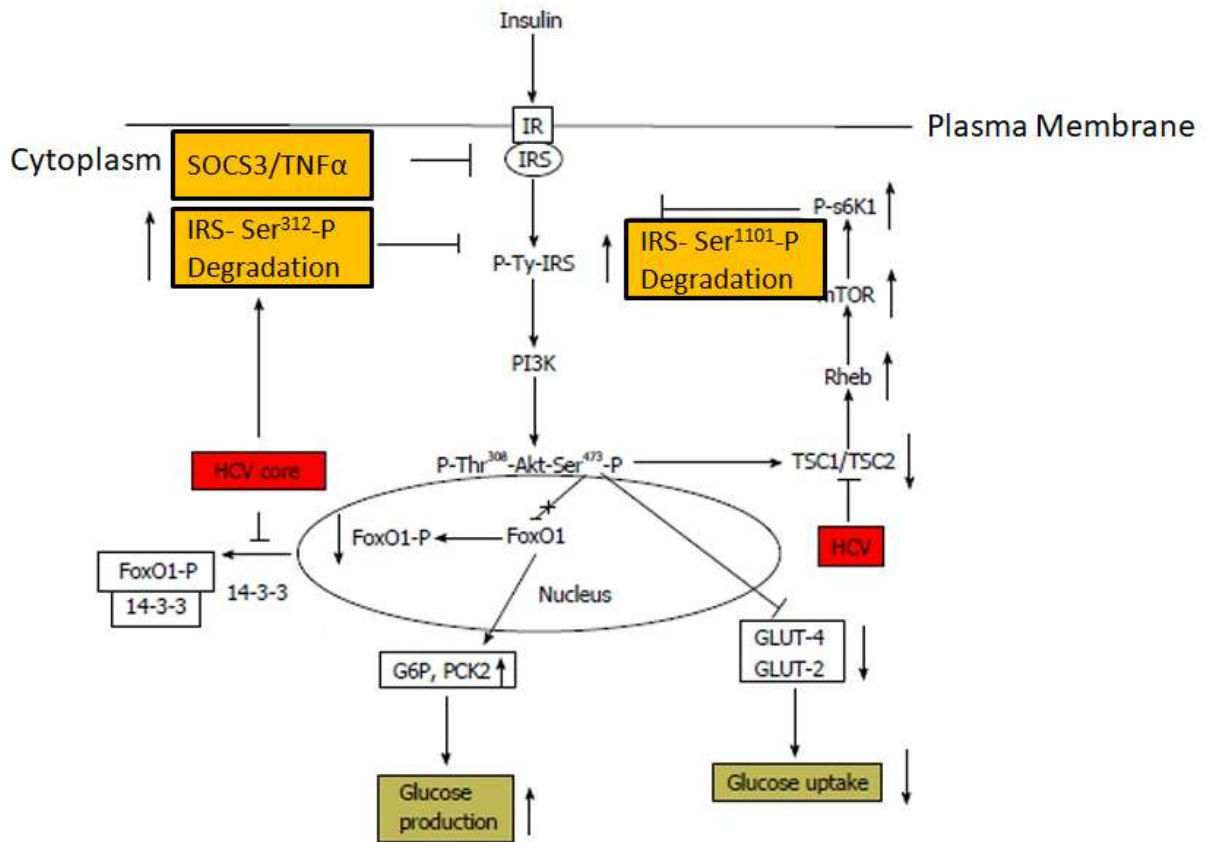 Insulin
IR
Plasma Membrane
Cytoplasm
SOCS3/TNFα
IRS
P-s6K1
IRS- Ser³¹²-P
Degradation
IRS- Ser¹¹⁰¹-P
Degradation
P-Ty-IRS
mTOR
PI3K
Rheb
P-Thr³⁰⁸-Akt-Ser⁴⁷³-P
TSC1/TSC2
HCV core
FoxO1-P
FoxO1
HCV
FoxO1-P
14-3-3
14-3-3
Nucleus
GLUT-4
GLUT-2
G6P, PCK2
Glucose
production
Glucose uptake